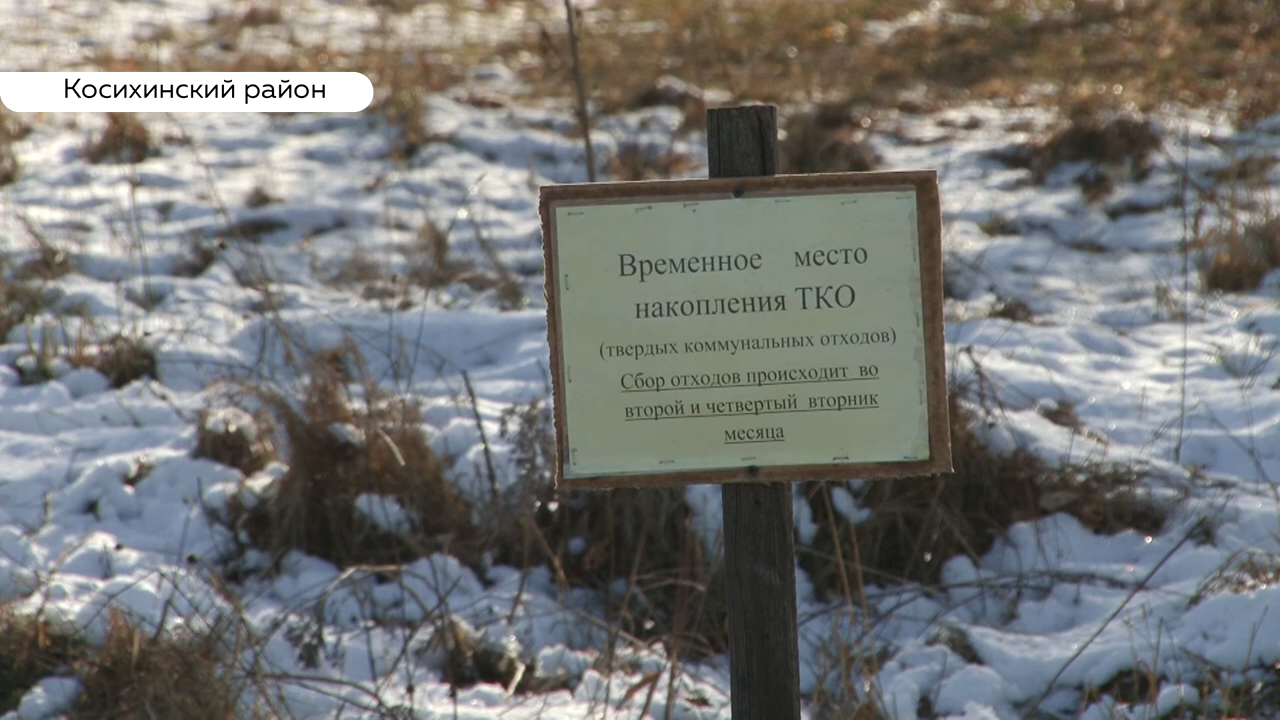 Косихинский район
Временное место
накопления ТКО
(твердых коммунальных отходов)
Сбор отходов происходит во
второй и четвертый вторник
месяца